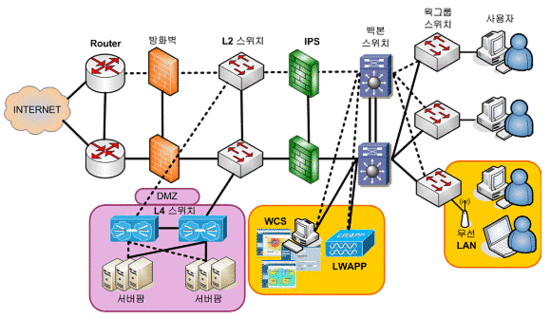 Router
방화벽
L2 스위치
IPS
백본
스위치
워크그룹
스위치
사용자
INTERNET
DMZ
L4 스위치
서버팜
서버팜
WCS
LWAPP
LWAPP
무선
LAN